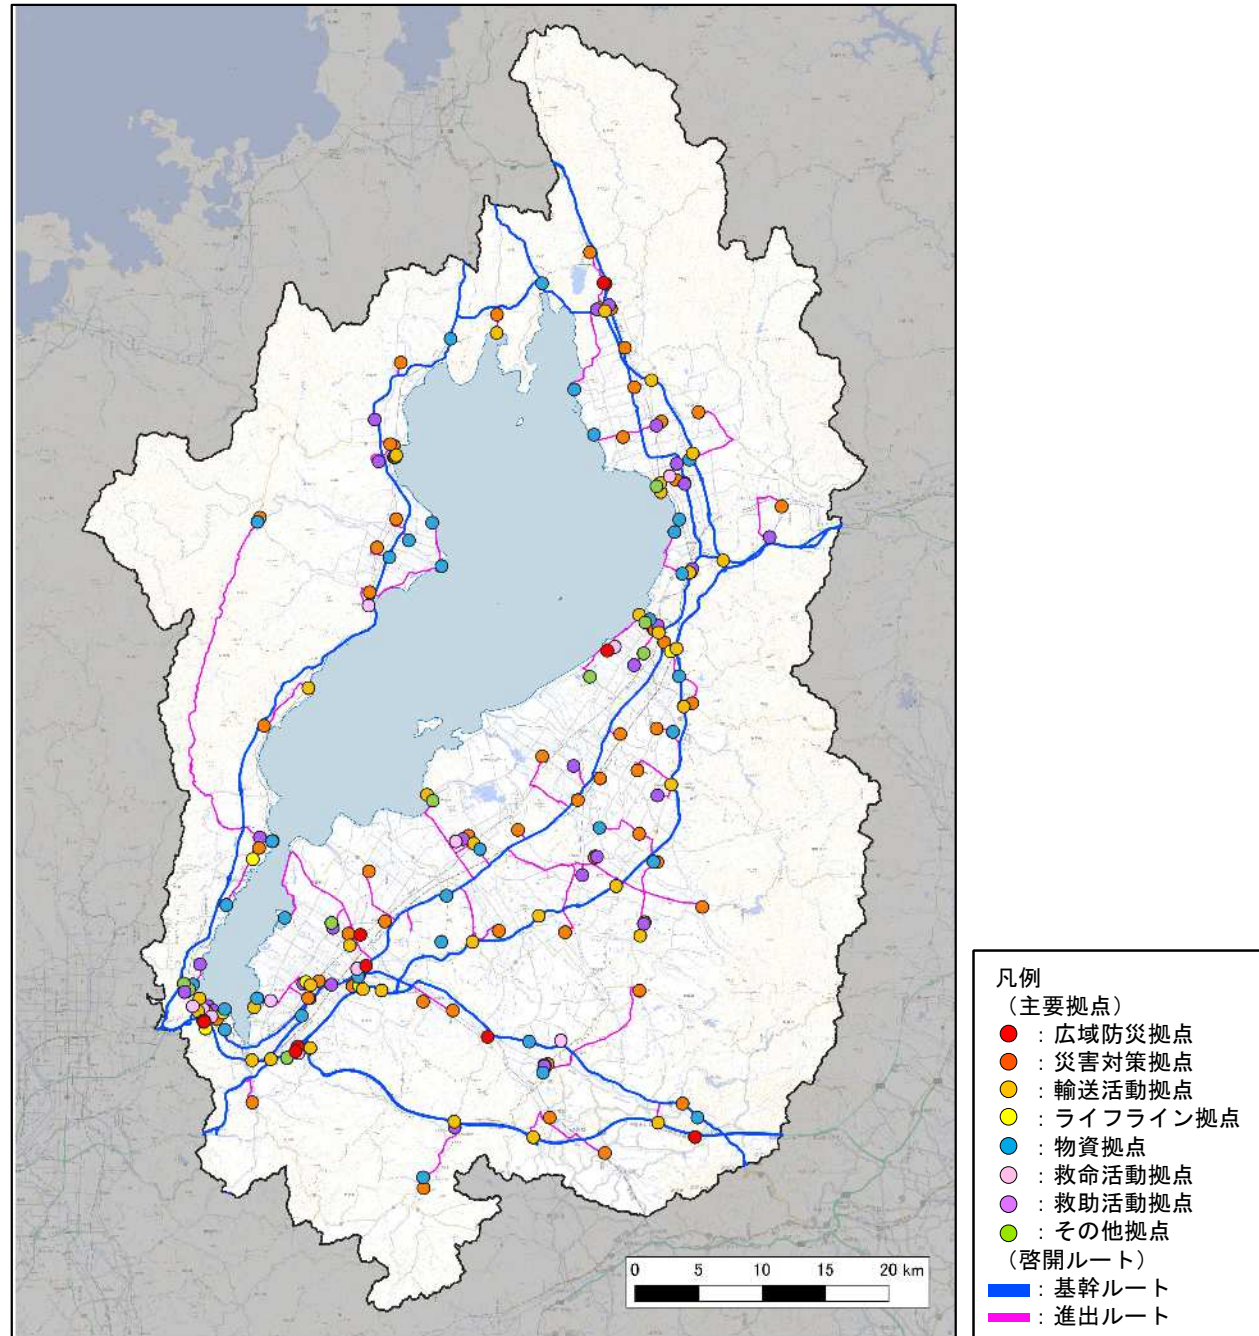 0 5 10 15 20 km
凡例
（主要拠点）
：広域防災拠点
：災害対策拠点
：輸送活動拠点
：ライフライン拠点
：物資拠点
：救命活動拠点
：救助活動拠点
：その他拠点
（啓開ルート）
：基幹ルート
：進出ルート